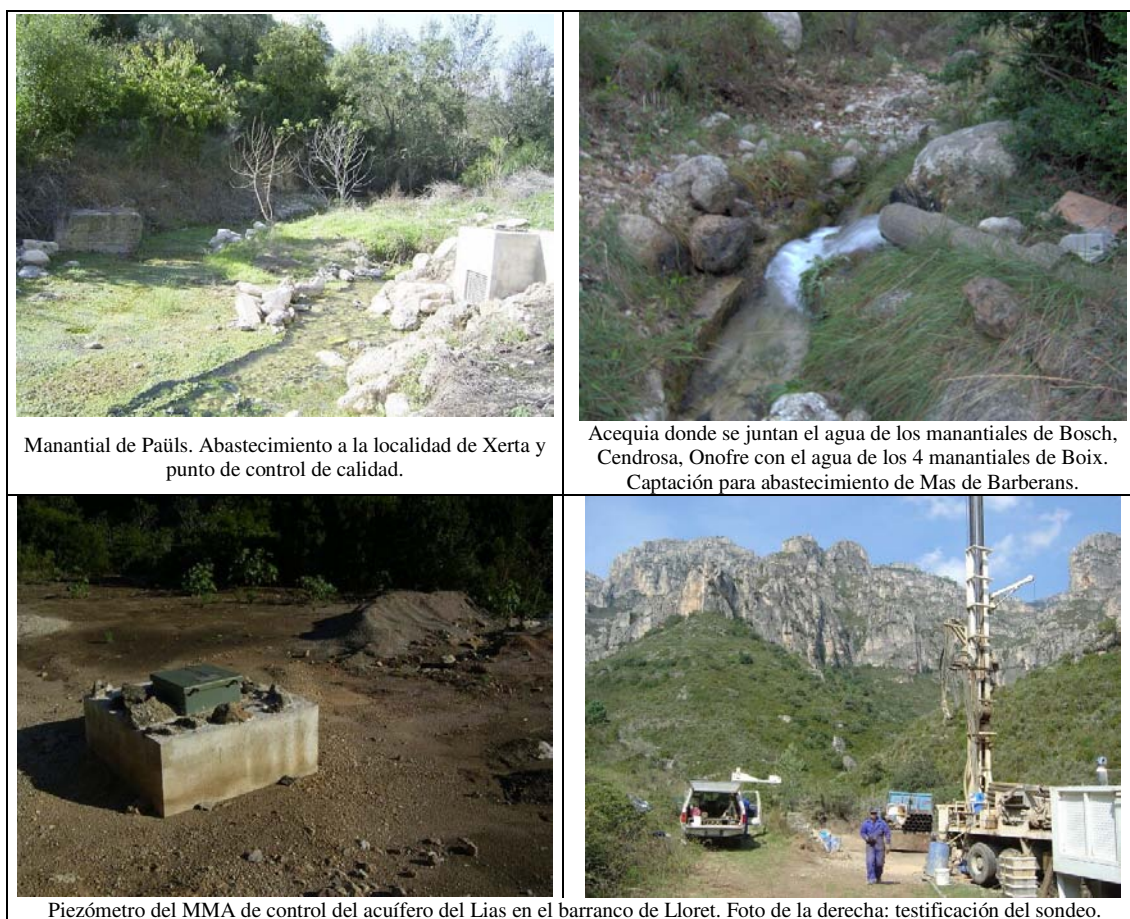 Manantial de Paüls. Abastecimiento a la localidad de Xerta y
punto de control de calidad.
Acequia donde se juntan el agua de los manantiales de Bosch,
Cendrosa, Onofre con el agua de los 4 manantiales de Boix.
Captación para abastecimiento de Mas de Barberans.
Piezómetro del MMA de control del acuífero del Lias en el barranco de Lloret. Foto de la derecha: testificación del sondeo.